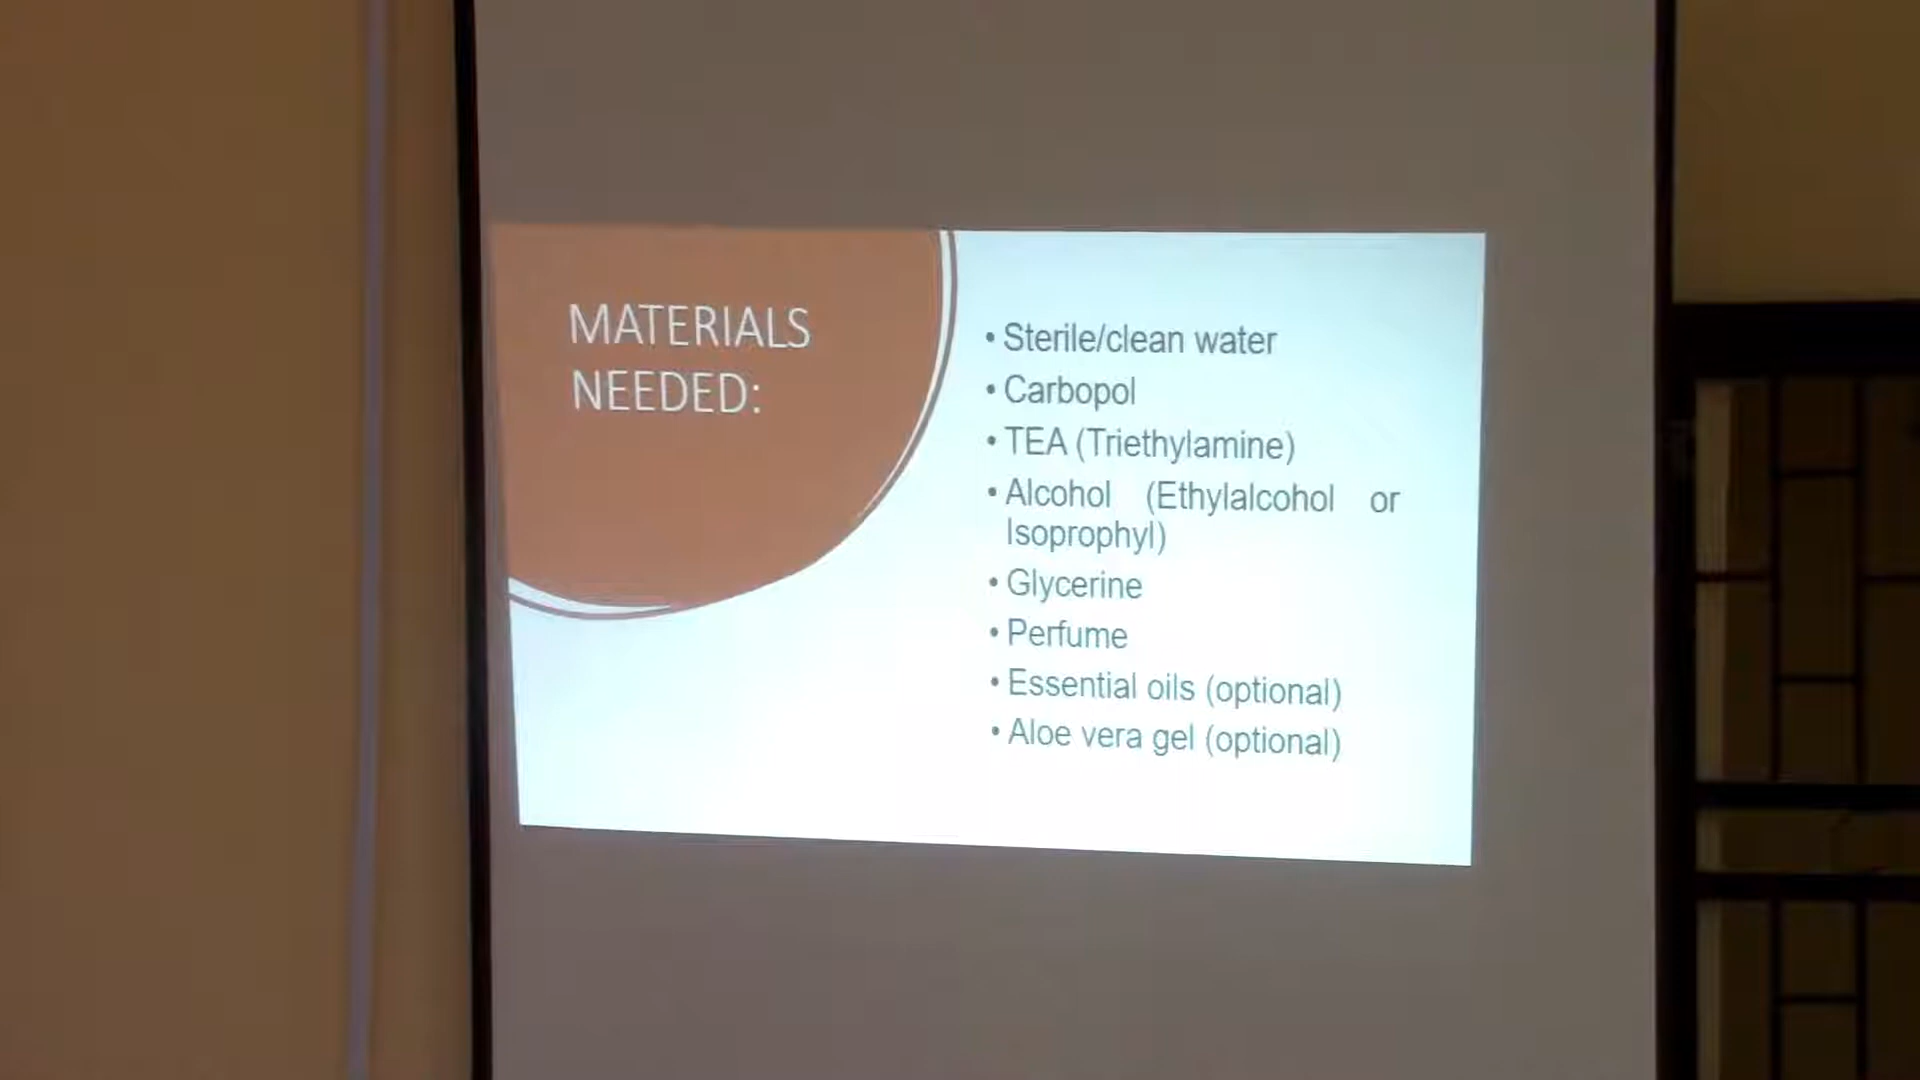 MATERIALS
NEEDED:
• Sterile/clean water
• Carbopol
• TEA (Triethylamine)
• Alcohol (Ethylalcohol or
Isoprophyl)
• Glycerine
• Perfume
• Essential oils (optional)
• Aloe vera gel (optional)